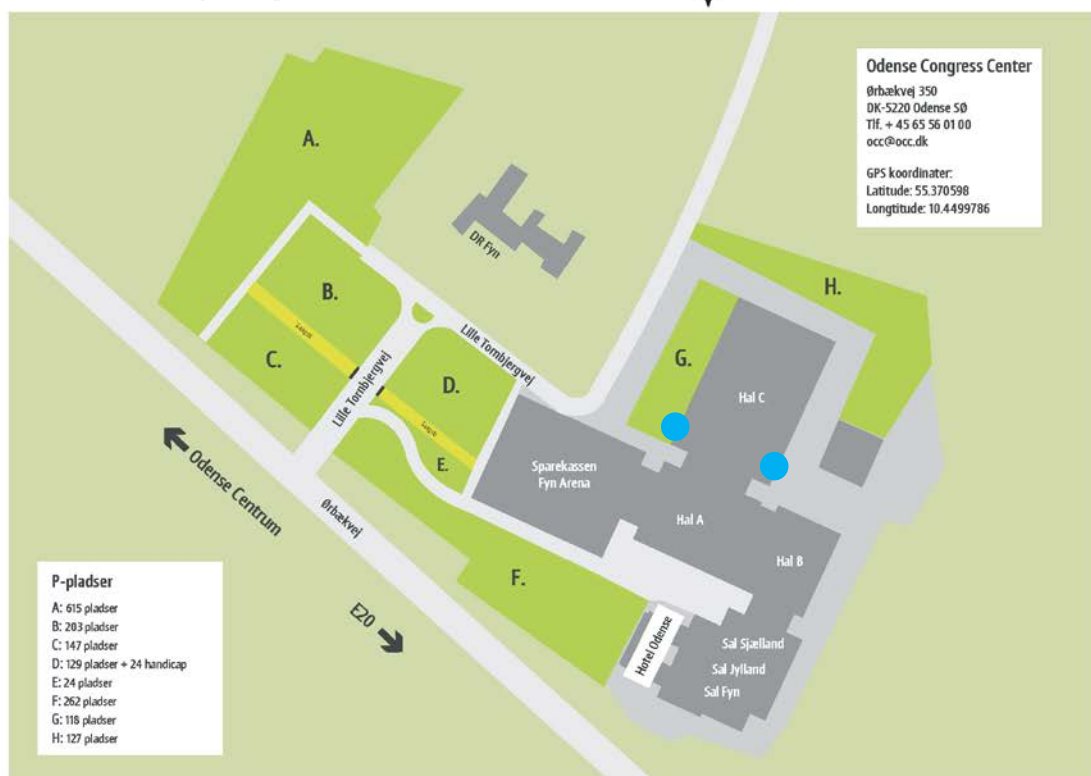 Odense Congress Center
Ørbækvej 350
DK-5220 Odense SØ
Tlf. + 45 65 56 01 00
occ@occ.dk
GPS koordinater:
Latitude: 55.370598
Longtitude: 10.4499786
A.
DR Fyn
B.
H.
C.
Lille Tornbjergvej
Lille Tornbjergvej
D.
G.
Hal C
E.
Sparekassen
Fyn Arena
Odense Centrum
Ørbækvej
Hal A
Hal B
F.
E20
Hotel Odense
Sal Sjælland
Sal Jylland
Sal Fyn
P-pladser
A: 615 pladser
B: 203 pladser
C: 147 pladser
D: 129 pladser + 24 handicap
E: 24 pladser
F: 262 pladser
G: 118 pladser
H: 127 pladser